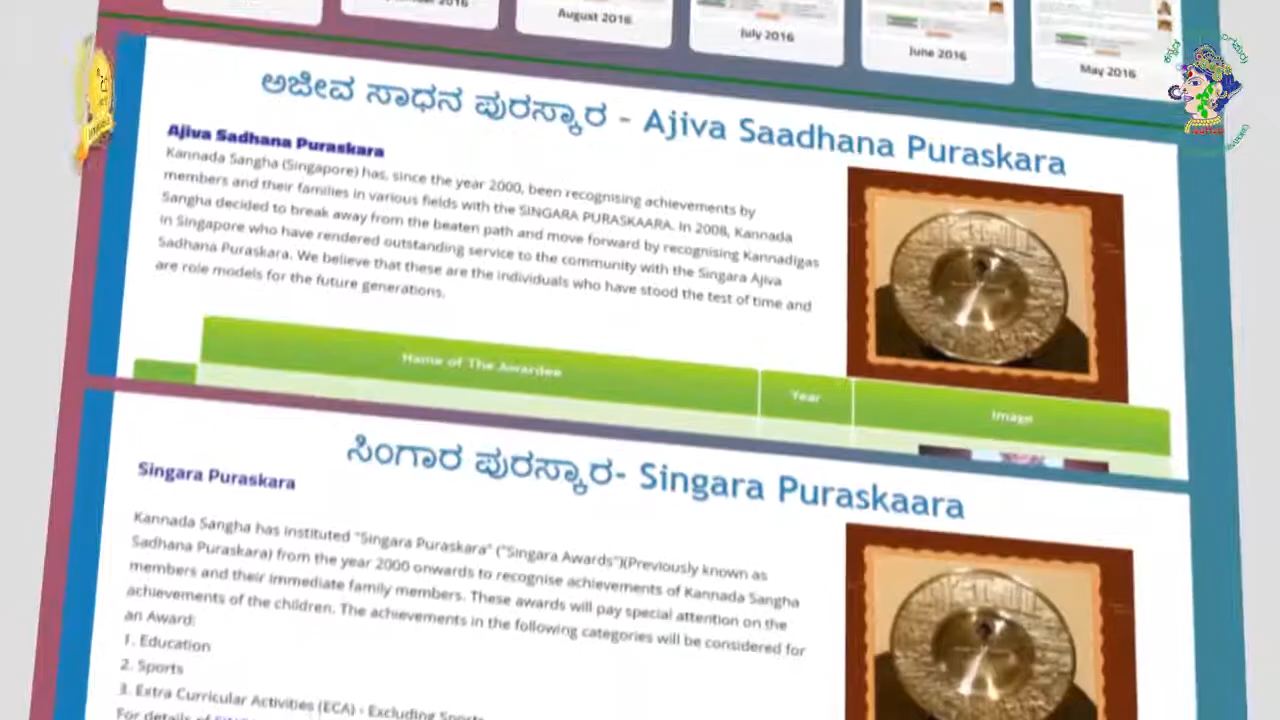 August 2016
July 2016
June 2016
May 2016
ಅಜೀವ ಸಾಧನ ಪುರಸ್ಕಾರ - Ajiva Saadhana Puraskara
Ajiva Sadhana Puraskara
Kannada Sangha (Singapore) has, since the year 2000, been recognising achievements by
members and their families in various fields with the SINGARA PURASKAARA. In 2008, Kannada
Sangha decided to break away from the beaten path and move forward by recognising Kannadigas
in Singapore who have rendered outstanding service to the community with the Singara Ajiva
Sadhana Puraskara. We believe that these are the individuals who have stood the test of time and
are role models for the future generations.
Name of The Awardee
Year
Image
ಸಿಂಗಾರ ಪುರಸ್ಕಾರ- Singara Puraskaara
Singara Puraskara
Kannada Sangha has instituted "Singara Puraskara" ("Singara Awards")(Previously known as
Sadhana Puraskara) from the year 2000 onwards to recognise achievements of Kannada Sangha
members and their immediate family members. These awards will pay special attention on the
achievements of the children. The achievements in the following categories will be considered for
an Award:
1. Education
2. Sports
3. Extra Curricular Activities (ECA) - Excluding Sports
For details of